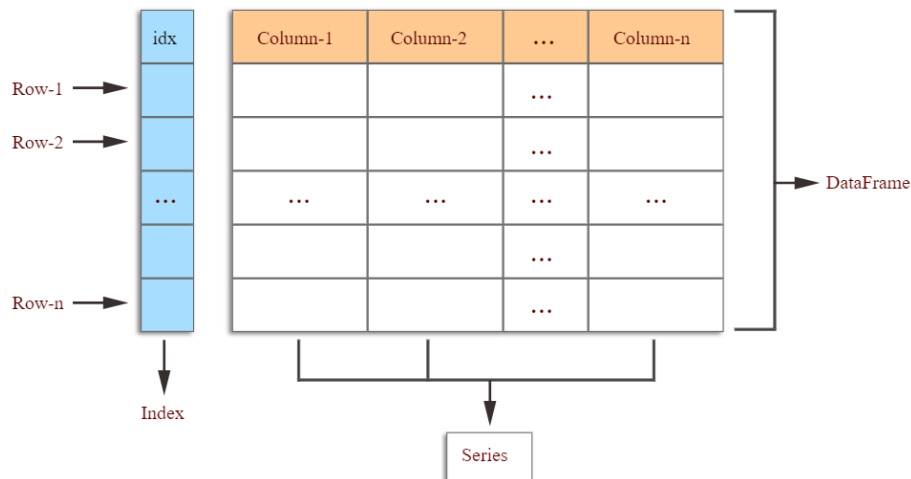 idx Column-1 Column-2 ... Column-n
Row-1 ...
Row-2 ...
... ... ... ... ... DataFrame
...
Row-n ...
Index
Series